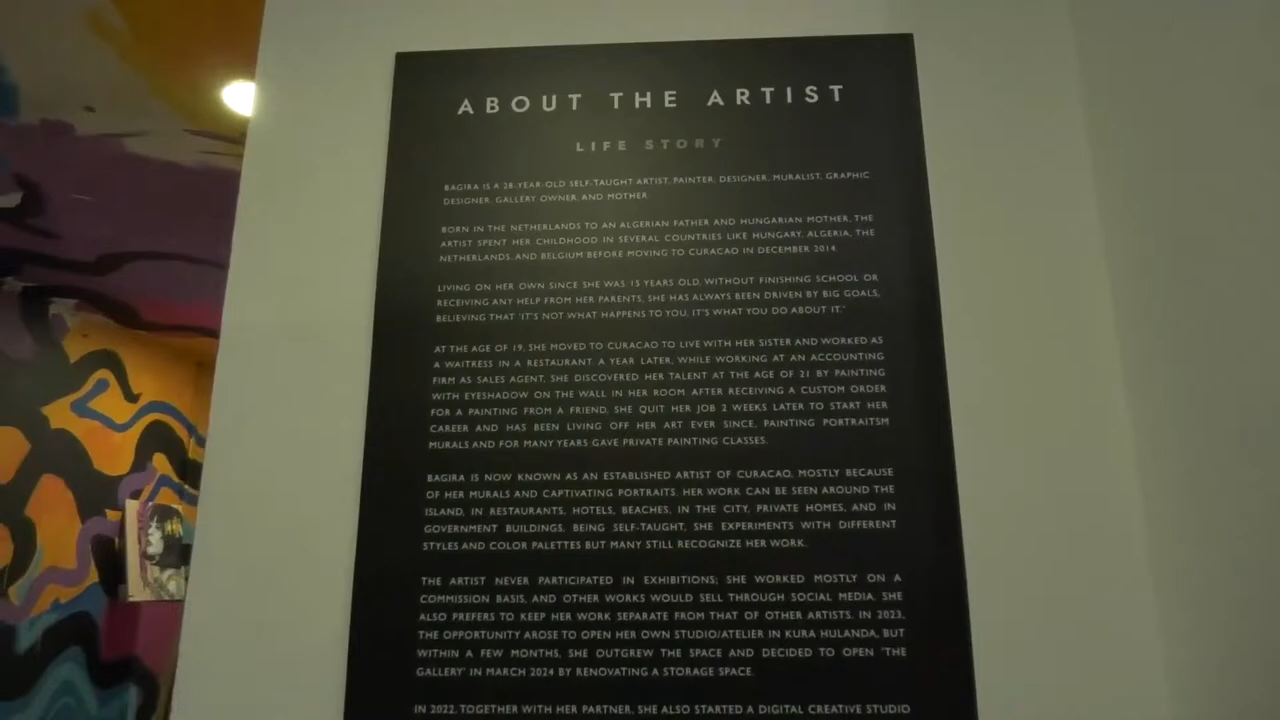 ABOUT THE ARTIST
LIFE STORY
BAGIRA IS A 28-YEAR-OLD SELF-TAUGHT ARTIST, PAINTER, DESIGNER, MURALIST, GRAPHIC
DESIGNER, GALLERY OWNER, AND MOTHER.
BORN IN THE NETHERLANDS TO AN ALGERIAN FATHER AND HUNGARIAN MOTHER, THE
ARTIST SPENT HER CHILDHOOD IN SEVERAL COUNTRIES LIKE HUNGARY, ALGERIA, THE
NETHERLANDS, AND BELGIUM BEFORE MOVING TO CURACAO IN DECEMBER 2014.
LIVING ON HER OWN SINCE SHE WAS 15 YEARS OLD, WITHOUT FINISHING SCHOOL OR
RECEIVING ANY HELP FROM HER PARENTS, SHE HAS ALWAYS BEEN DRIVEN BY BIG GOALS,
BELIEVING THAT "IT'S NOT WHAT HAPPENS TO YOU, IT'S WHAT YOU DO ABOUT IT."
AT THE AGE OF 19, SHE MOVED TO CURACAO TO LIVE WITH HER SISTER AND WORKED AS
A WAITRESS IN A RESTAURANT A YEAR LATER, WHILE WORKING AT AN ACCOUNTING
FIRM AS SALES AGENT, SHE DISCOVERED HER TALENT AT THE AGE OF 21 BY PAINTING
WITH EYESHADOW ON THE WALL IN HER ROOM. AFTER RECEIVING A CUSTOM ORDER
FOR A PAINTING FROM A FRIEND, SHE QUIT HER JOB 2 WEEKS LATER TO START HER
CAREER AND HAS BEEN LIVING OFF HER ART EVER SINCE, PAINTING PORTRAITSM
MURALS AND FOR MANY YEARS GAVE PRIVATE PAINTING CLASSES.
BAGIRA IS NOW KNOWN AS AN ESTABLISHED ARTIST OF CURACAO, MOSTLY BECAUSE
OF HER MURALS AND CAPTIVATING PORTRAITS. HER WORK CAN BE SEEN AROUND THE
ISLAND, IN RESTAURANTS, HOTELS, BEACHES, IN THE CITY, PRIVATE HOMES, AND IN
GOVERNMENT BUILDINGS. BEING SELF-TAUGHT, SHE EXPERIMENTS WITH DIFFERENT
STYLES AND COLOR PALETTES BUT MANY STILL RECOGNIZE HER WORK.
THE ARTIST NEVER PARTICIPATED IN EXHIBITIONS; SHE WORKED MOSTLY ON A
COMMISSION BASIS, AND OTHER WORKS WOULD SELL THROUGH SOCIAL MEDIA. SHE
ALSO PREFERS TO KEEP HER WORK SEPARATE FROM THAT OF OTHER ARTISTS. IN 2023,
THE OPPORTUNITY AROSE TO OPEN HER OWN STUDIO/ATELIER IN KURA HULANDA, BUT
WITHIN A FEW MONTHS, SHE OUTGREW THE SPACE AND DECIDED TO OPEN "THE
GALLERY" IN MARCH 2024 BY RENOVATING A STORAGE SPACE.
IN 2022, TOGETHER WITH HER PARTNER, SHE ALSO STARTED A DIGITAL CREATIVE STUDIO